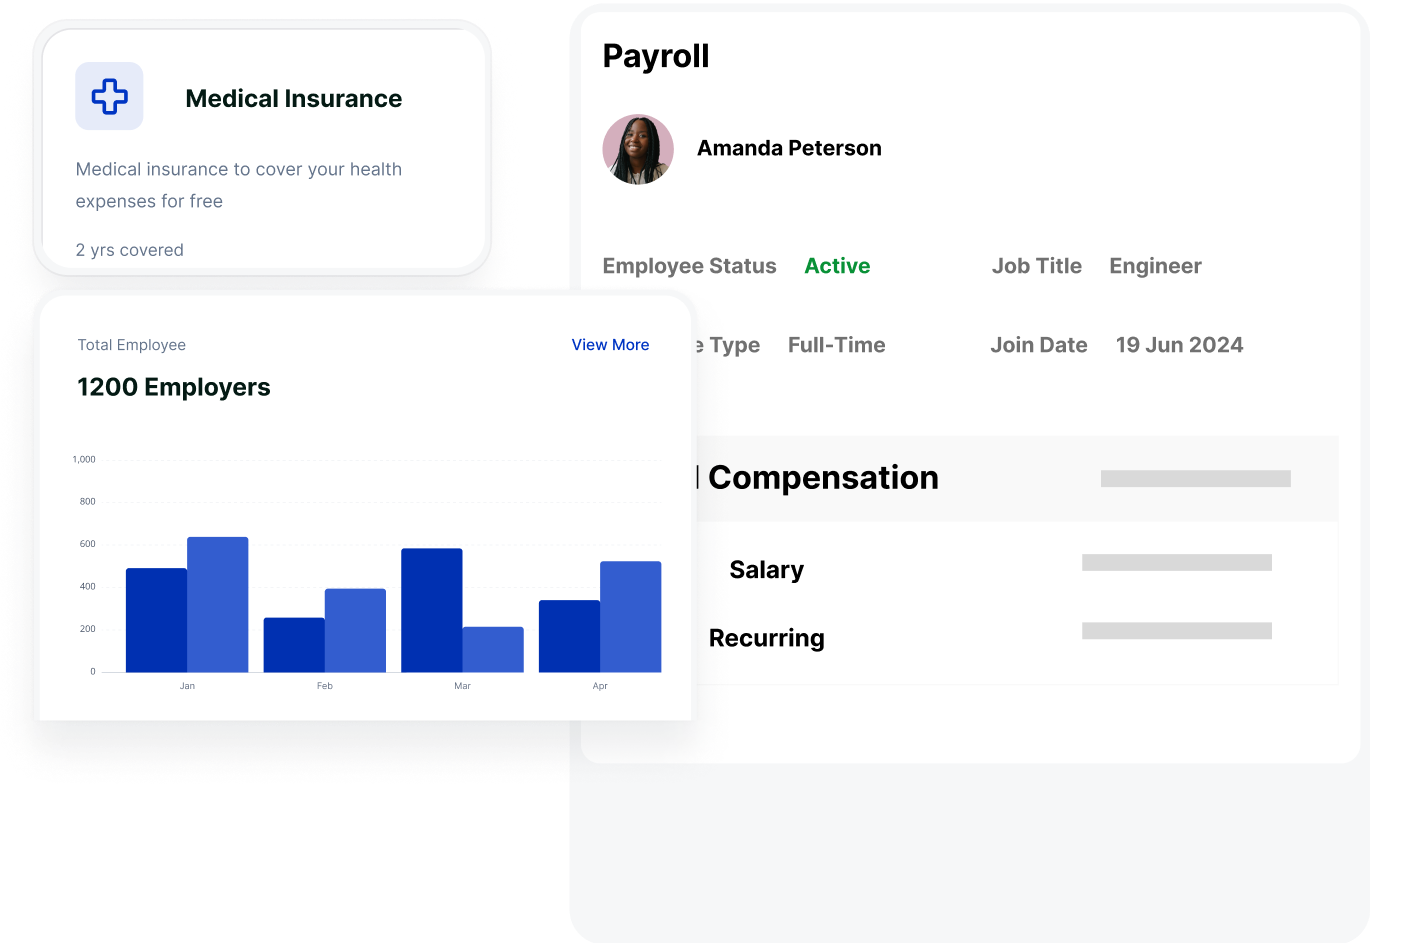 Medical Insurance
Medical insurance to cover your health
expenses for free
2 yrs covered
Total Employee
View More
1200 Employers
1,000
800
600
400
200
0
Jan Feb Mar Apr
Payroll
Amanda Peterson
Employee Status Active Job Title Engineer
Type Full-Time Join Date 19 Jun 2024
Compensation
Salary
Recurring